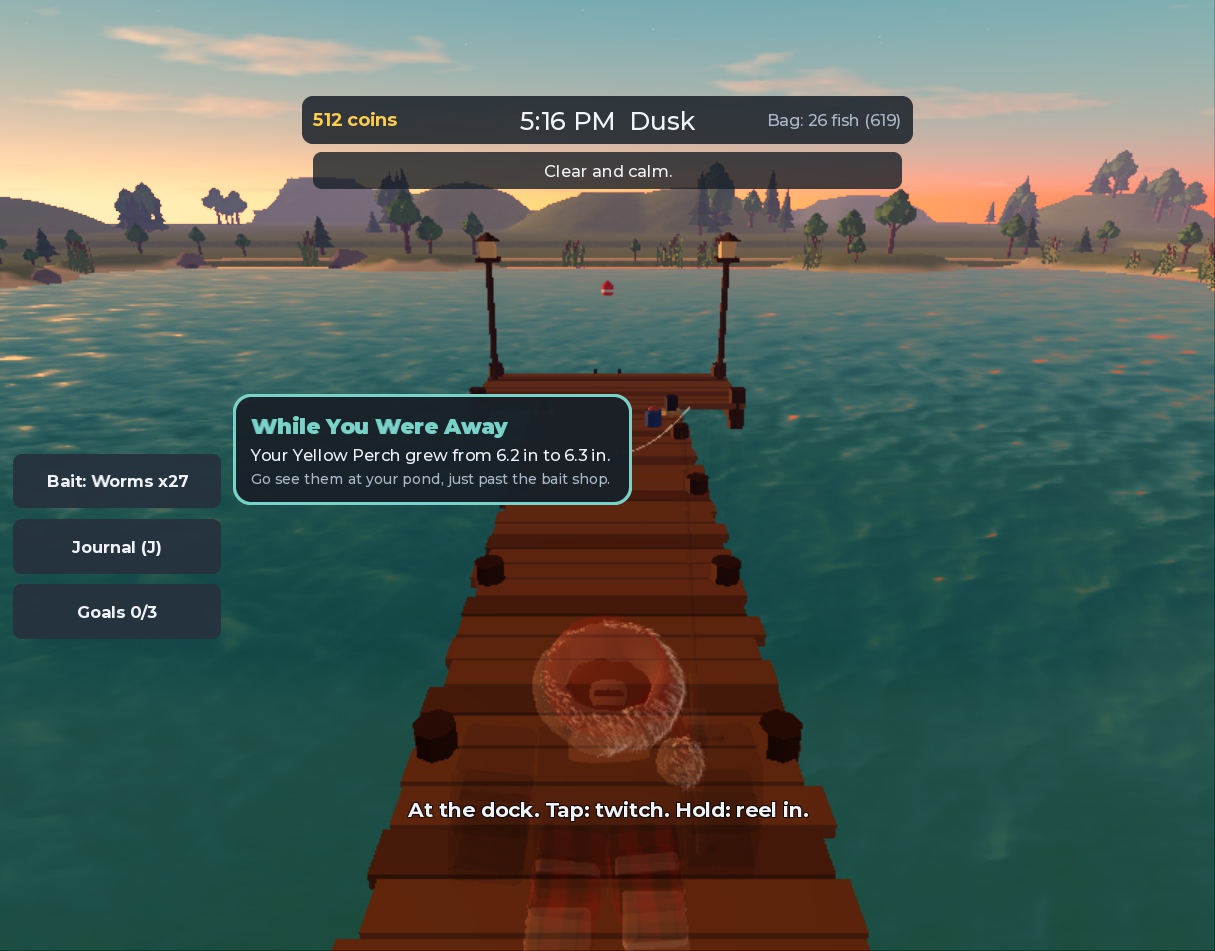 512 coins
5:16 PM Dusk
Bag: 26 fish (619)
Clear and calm.
While You Were Away
Your Yellow Perch grew from 6.2 in to 6.3 in.
Go see them at your pond, just past the bait shop.
Bait: Worms x27
Journal (J)
Goals 0/3
At the dock. Tap: twitch. Hold: reel in.